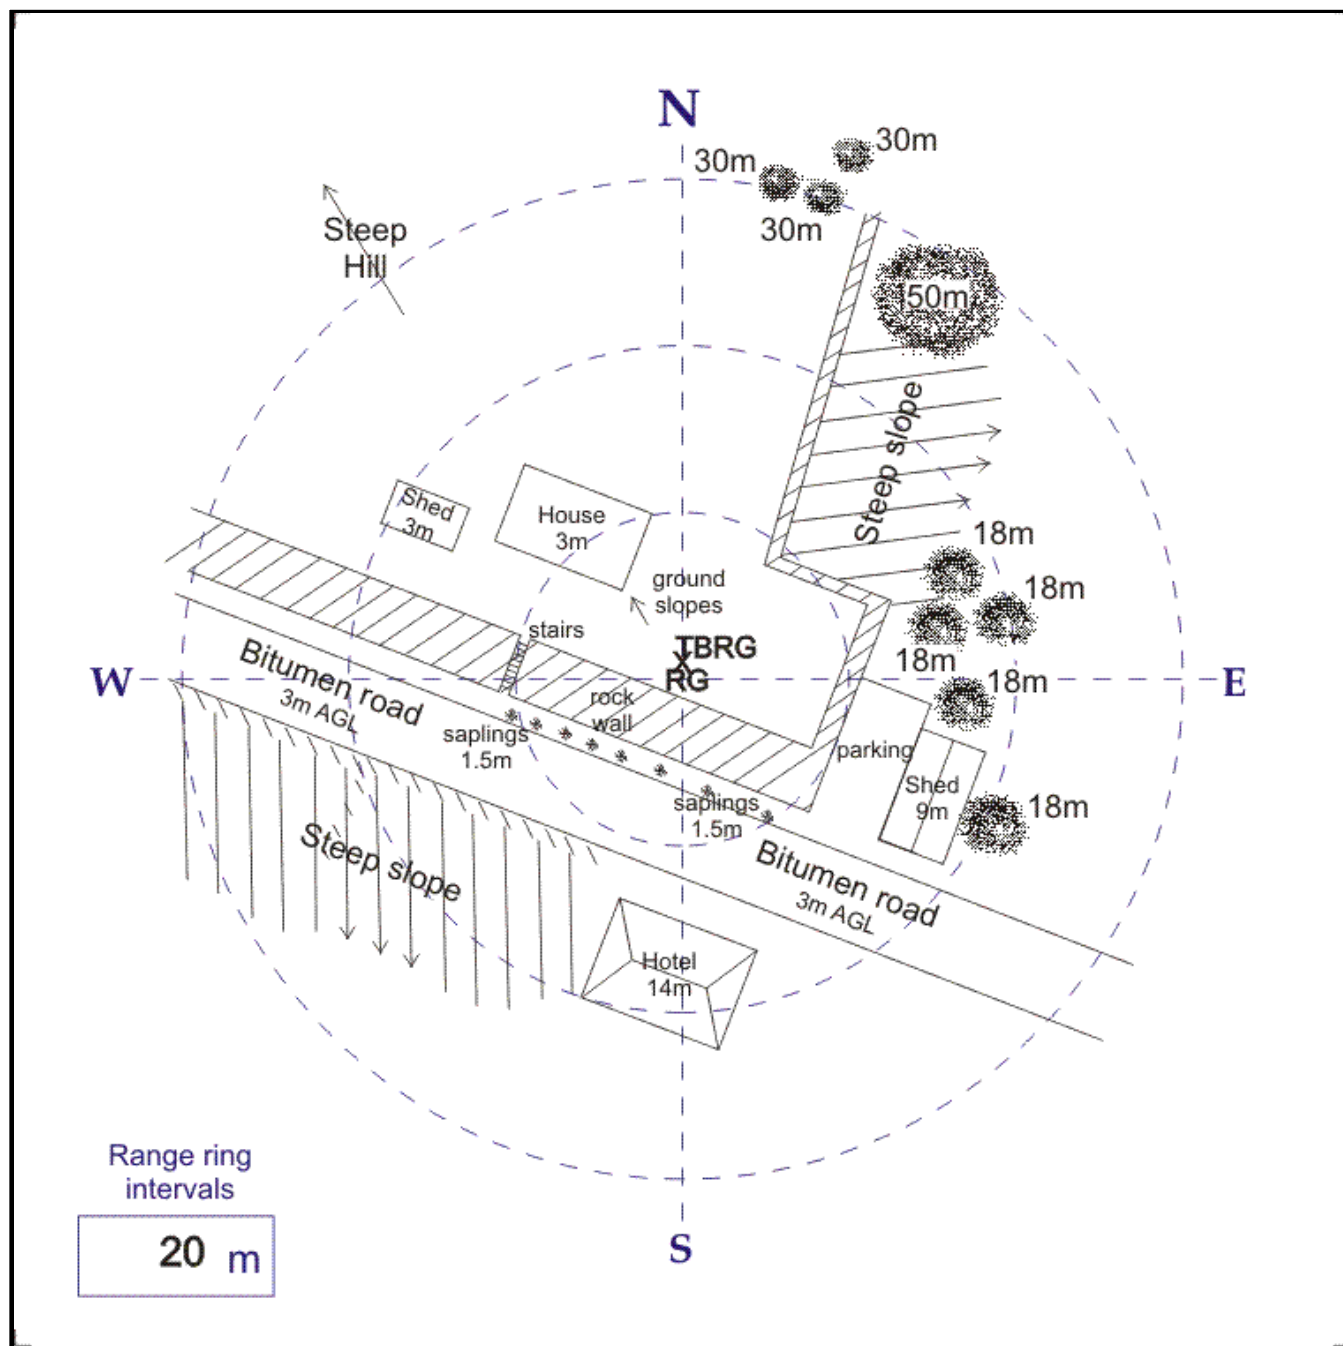 N
30m
30m
30m
Steep
Hill
50m
Steep slope
Shed
3m
House
3m
18m
ground
slopes
18m
stairs
TBRG
X
RG
18m
18m
W
E
Bitumen road
3m AGL
rock
wall
saplings
1.5m
parking
Shed
9m
saplings
1.5m
18m
Steep slope
Bitumen road
3m AGL
Hotel
14m
Range ring
intervals
20 m
S